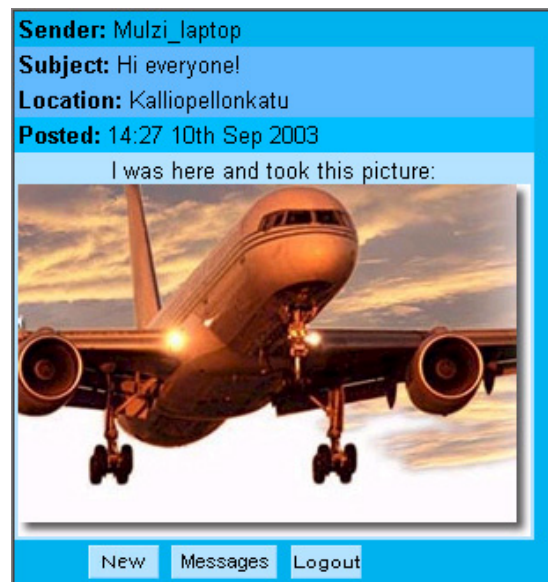 Sender: Mulzi_laptop
Subject: Hi everyone!
Location: Kalliopellonkatu
Posted: 14:27 10th Sep 2003
I was here and took this picture:
New Messages Logout